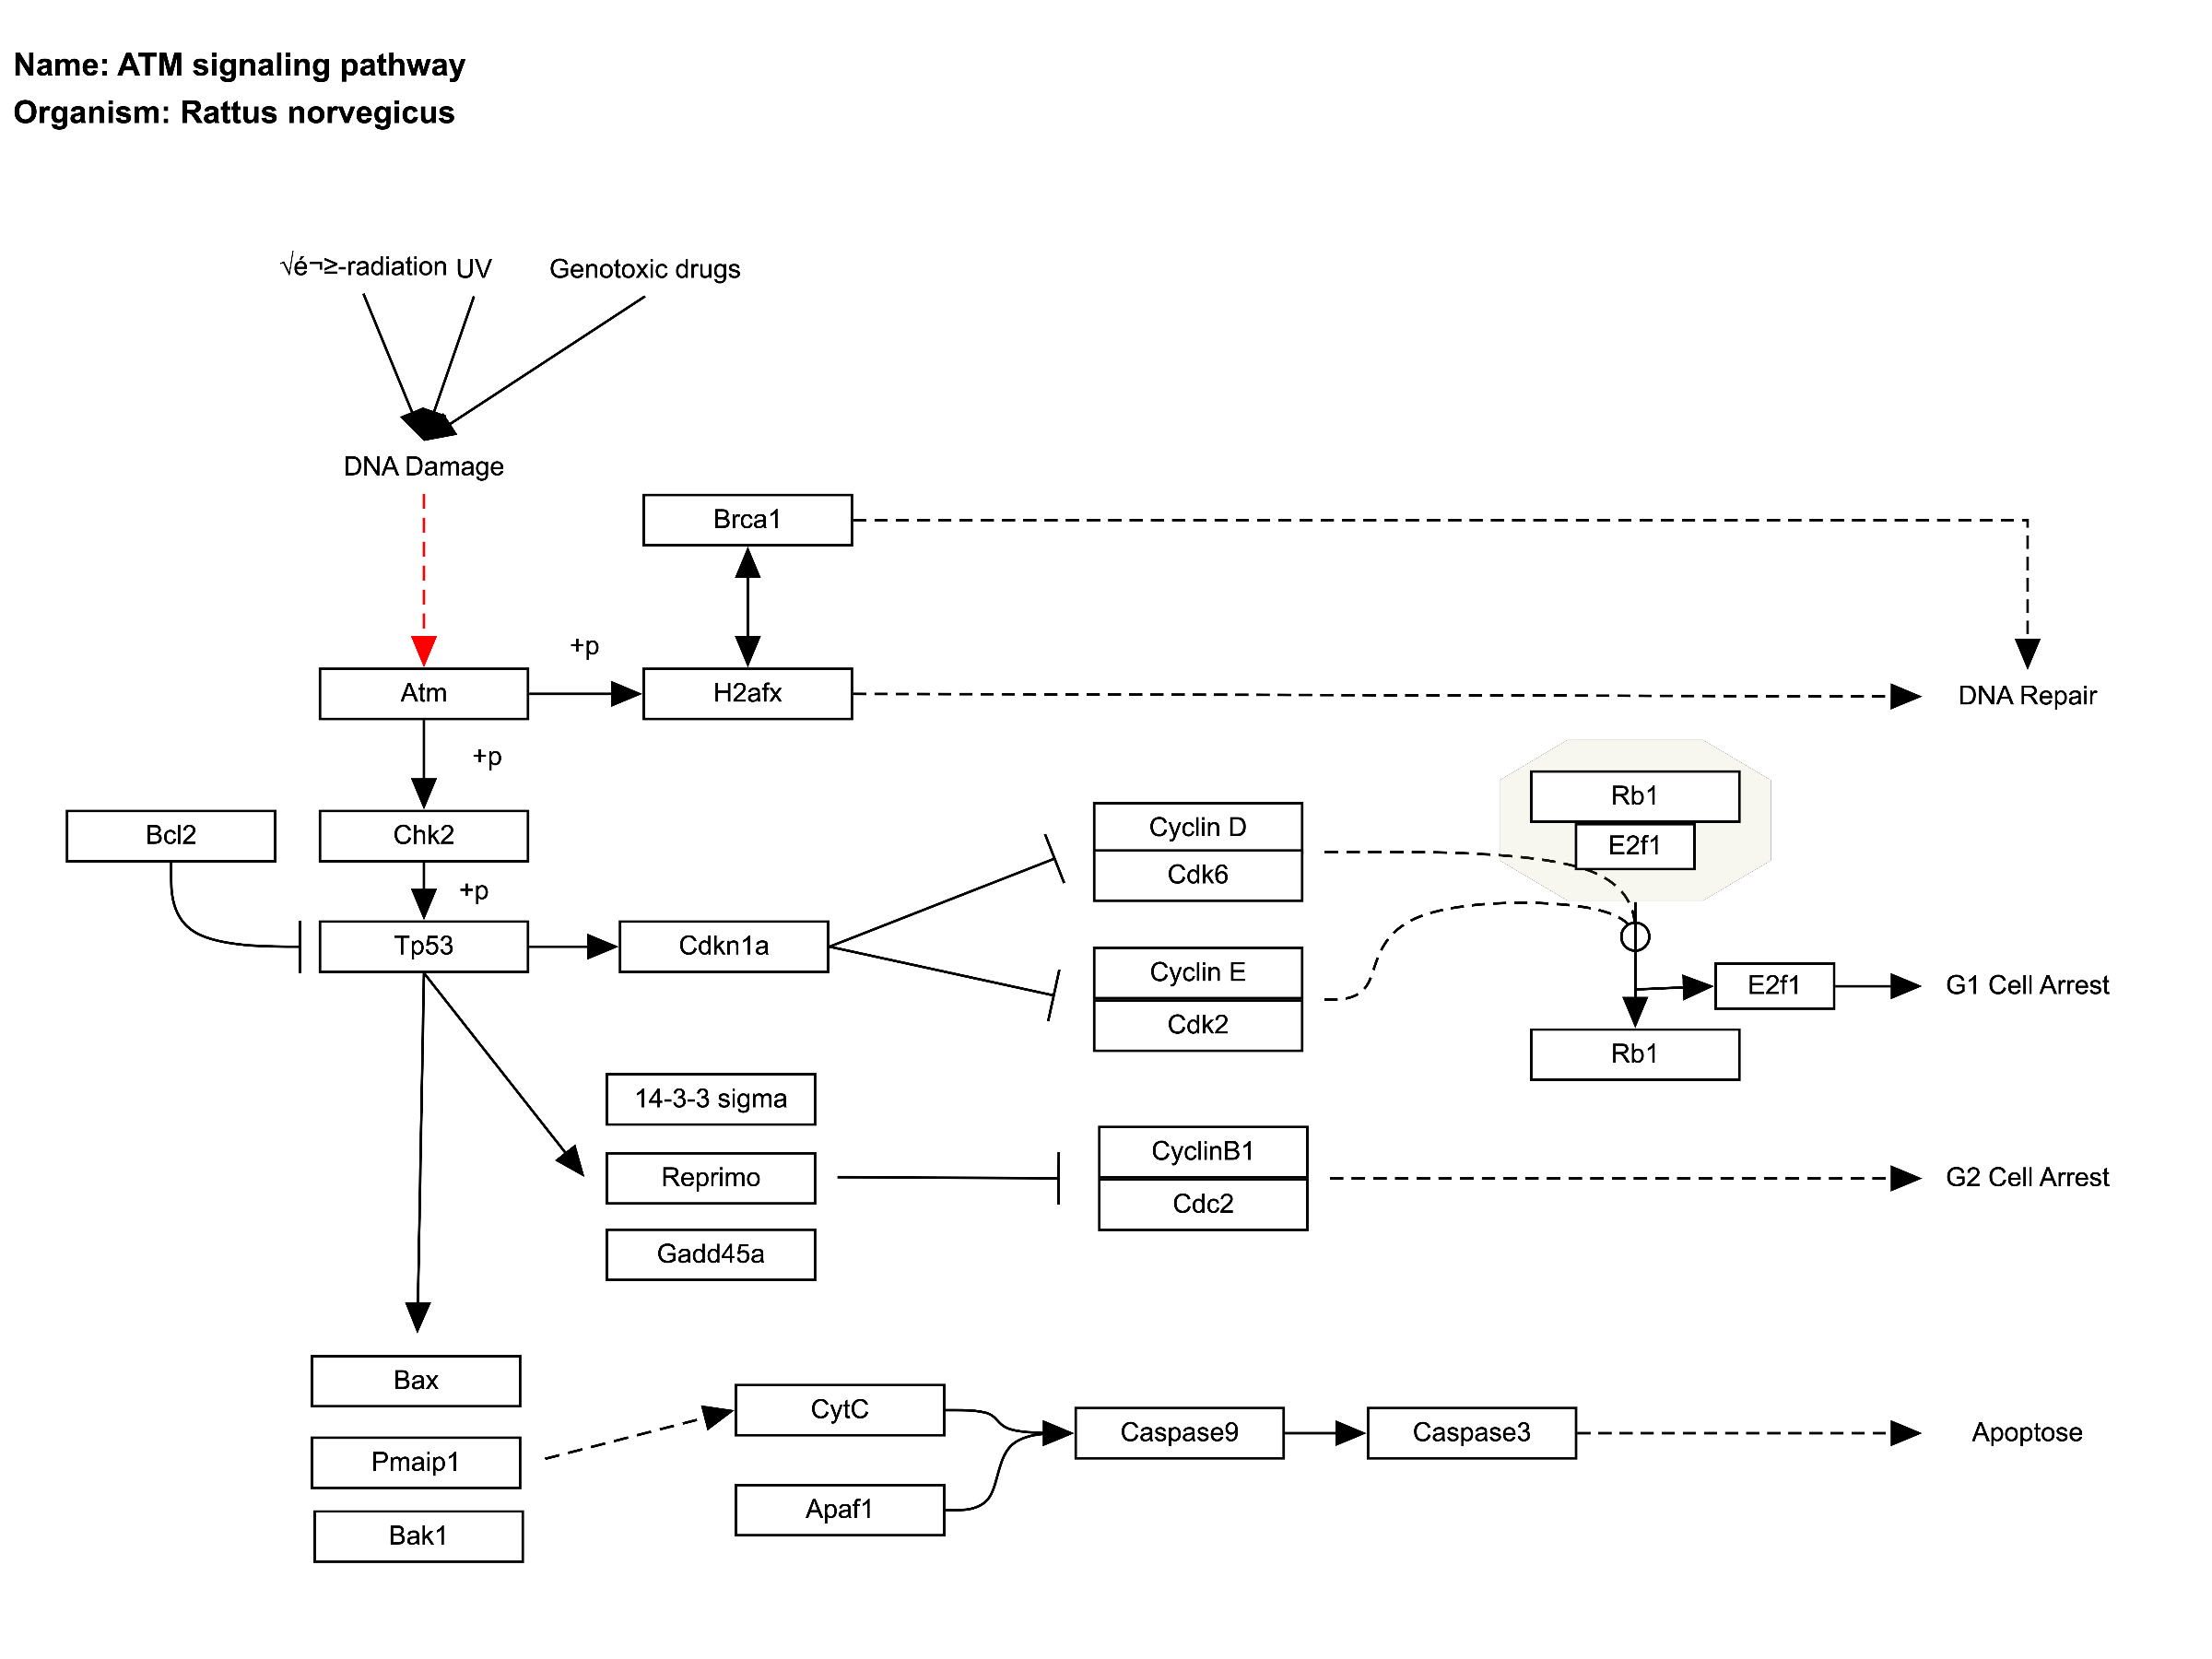 Name: ATM signaling pathway
Organism: Rattus norvegicus
√é¬≥-radiation UV Genotoxic drugs
DNA Damage
Brca1
+p
Atm
H2afx
DNA Repair
+p
Rb1
E2f1
Bcl2
Chk2
Cyclin D
Cdk6
+p
Tp53
Cdkn1a
Cyclin E
Cdk2
E2f1
G1 Cell Arrest
Rb1
14-3-3 sigma
Reprimo
Gadd45a
CyclinB1
Cdc2
G2 Cell Arrest
Bax
Pmaip1
Bak1
CytC
Apaf1
Caspase9
Caspase3
Apoptose